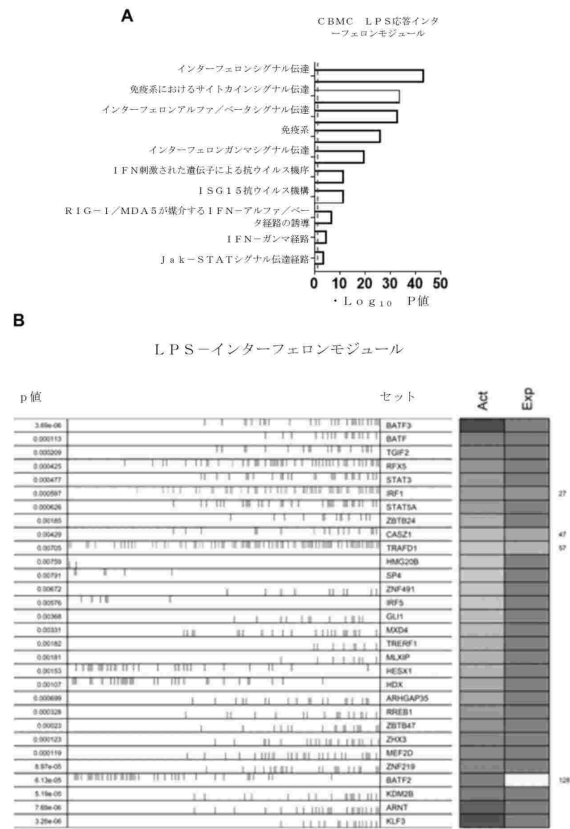 A
CBMC LPS応答インタ
ーフェロンモジュール
インターフェロンシグナル伝達
免疫系におけるサイトカインシグナル伝達
インターフェロンアルファ/ベータシグナル伝達
免疫系
インターフェロンガンマシグナル伝達
IFN刺激された遺伝子による抗ウイルス機序
ISG15抗ウイルス機構
RIG-I/MDA5が媒介するIFN-アルファ/ベー
タ経路の誘導
IFN-ガンマ経路
Jak-STATシグナル伝達経路
0 10 20 30 40 50
・Log10 P値
B
LPS-インターフェロンモジュール
p値 セット Act Exp
3.69e-06 BATF3
0.000113 BATF
0.000209 TGIF2
0.000425 RFX5
0.000477 STAT3
0.000597 IRF1 27
0.000626 STAT5A
0.00185 ZBTB24
0.00429 CASZ1 47
0.00705 TRAFD1 57
0.00759 HMG20B
0.00791 SP4
0.00672 ZNF491
0.00576 IRF5
0.00368 GLI1
0.00331 MXD4
0.00182 TRERF1
0.00181 MLXIP
0.00153 HESX1
0.00107 HDX
0.000699 ARHGAP35
0.000328 RREB1
0.00023 ZBTB47
0.000123 ZHX3
0.000119 MEF2D
8.97e-05 ZNF219
6.13e-05 BATF2 128
5.19e-05 KDM2B
7.68e-06 ARNT
3.26e-06 KLF3